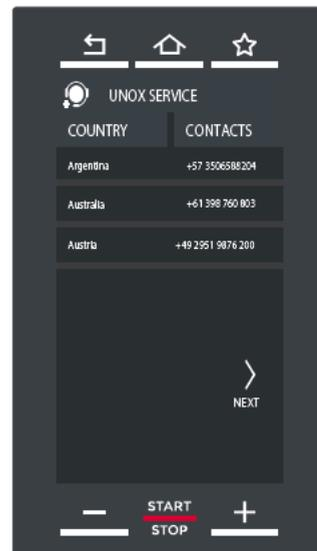 UNOX SERVICE
COUNTRY CONTACTS
Argentina +57 3506588204
Australia +61 398 760 803
Austria +49 2951 9876 200
NEXT
START
STOP